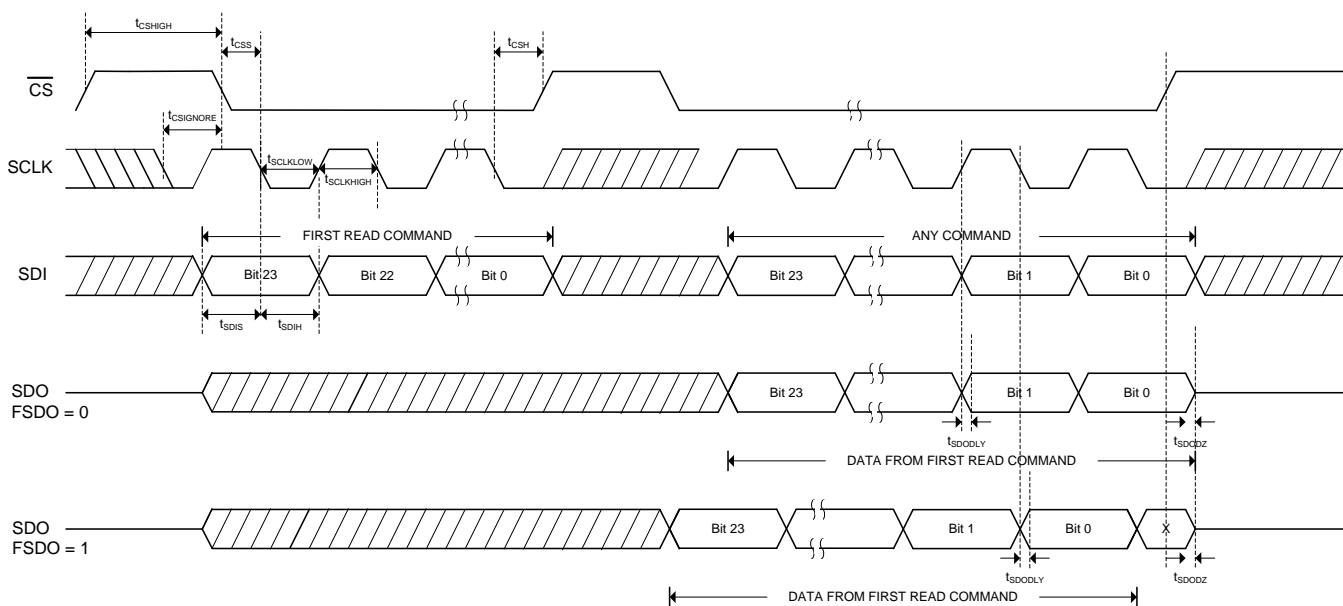 tCSHIGH
tCSS
tCSH
CS
tCSIGNORE
SCLK
tSCLKLOW
tSCLKHIGH
FIRST READ COMMAND
ANY COMMAND
SDI
Bit 23
Bit 22
Bit 0
Bit 23
Bit 1
Bit 0
tSDIS
tSDIH
SDO
FSDO = 0
Bit 23
Bit 1
Bit 0
tSDODLY
tSDODZ
DATA FROM FIRST READ COMMAND
SDO
FSDO = 1
Bit 23
Bit 1
Bit 0
X
tSDODLY
tSDODZ
DATA FROM FIRST READ COMMAND